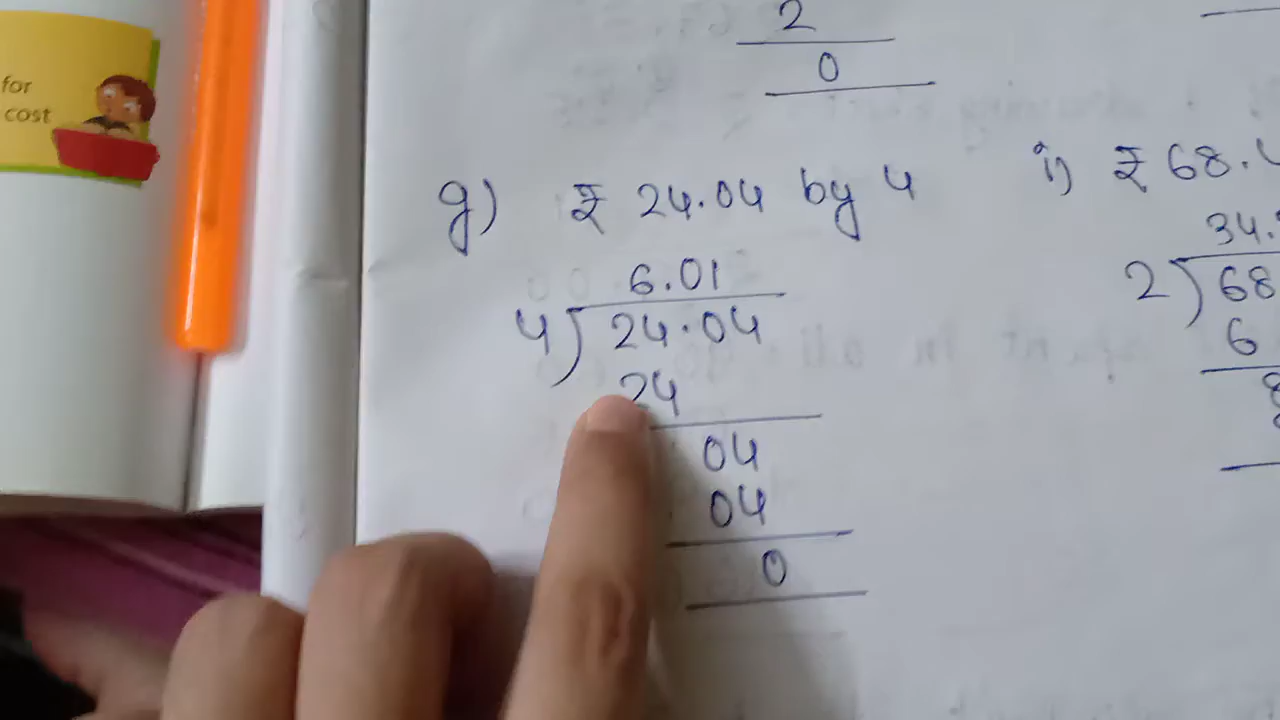 for
cost
2
0
g) ₹ 24.04 by 4
6.01
4) 24.04
24
04
04
0
i) ₹ 68.
34.
2) 68
6